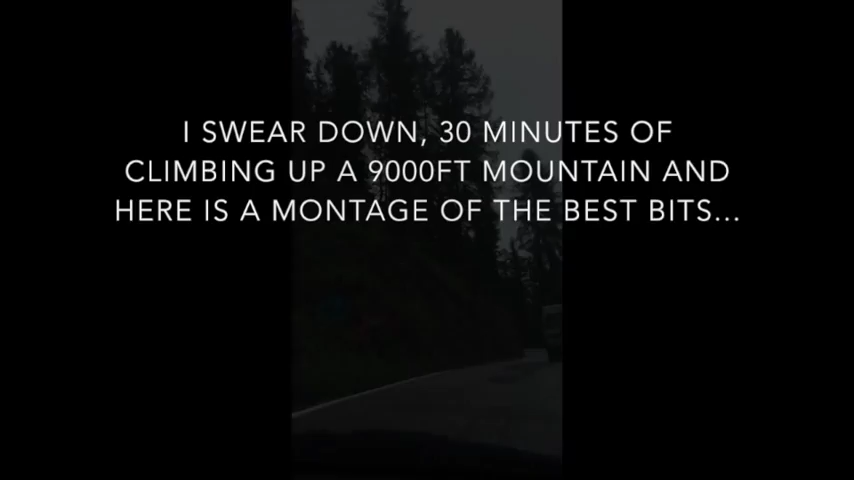 I SWEAR DOWN, 30 MINUTES OF
CLIMBING UP A 9000FT MOUNTAIN AND
HERE IS A MONTAGE OF THE BEST BITS...